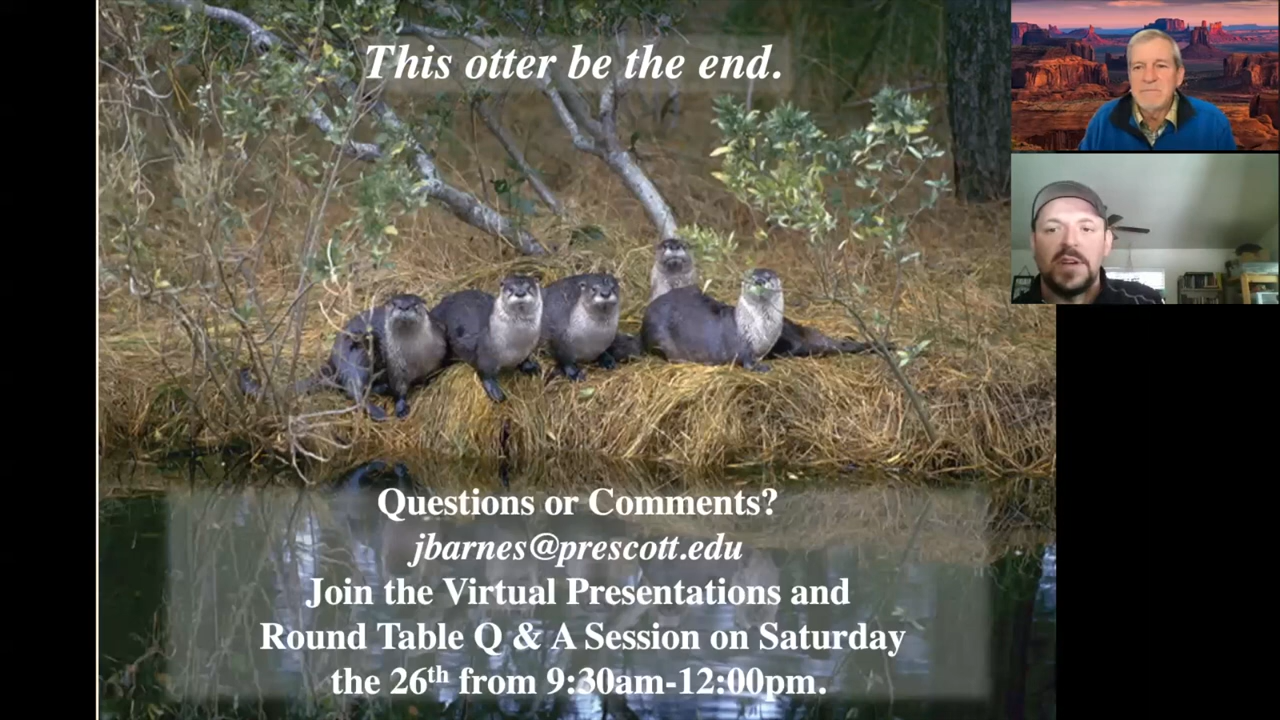 This otter be the end.
Questions or Comments?
jbarnes@prescott.edu
Join the Virtual Presentations and
Round Table Q & A Session on Saturday
the 26th from 9:30am-12:00pm.